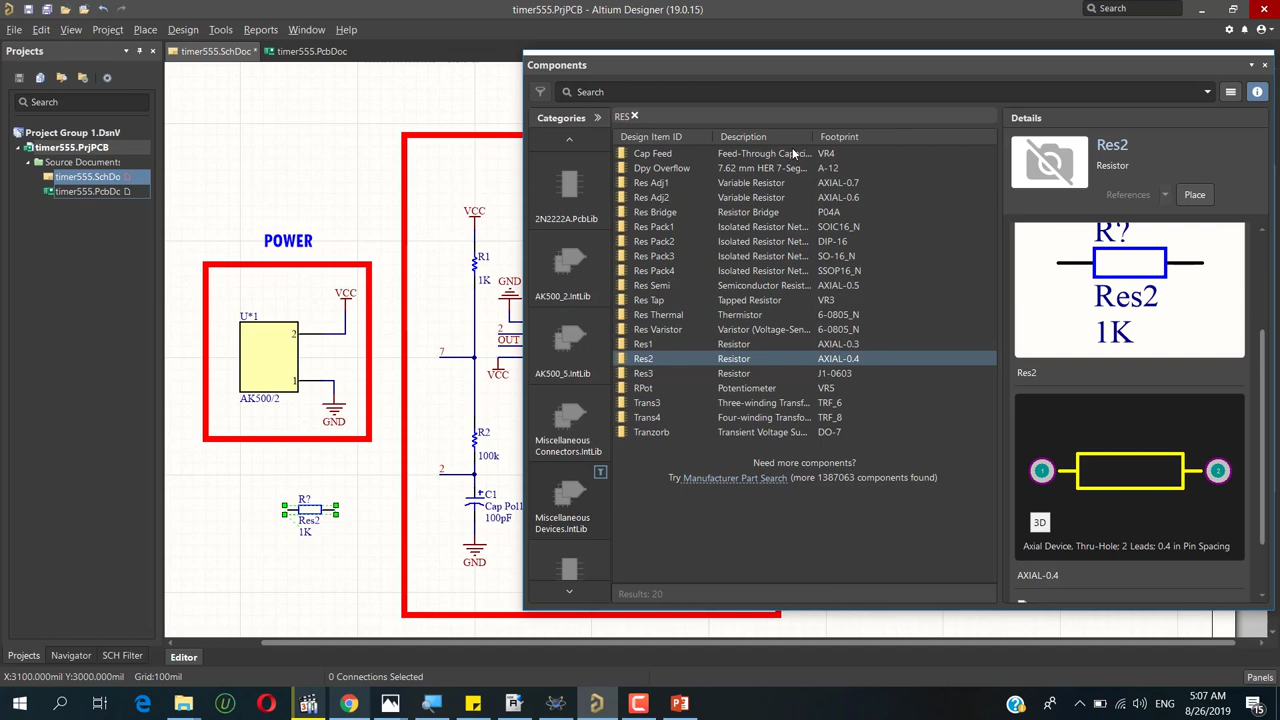 timer555.PrjPCB - Altium Designer (19.0.15)
Search
File Edit View Project Place Design Tools Reports Window Help
Projects
timer555.SchDoc *
timer555.PcbDoc
Search
Project Group 1.DsnV
timer555.PrjPCB
Source Documents
timer555.SchDo
timer555.PcbDo
POWER
VCC
U*1
2
1
AK500/2
GND
R?
Res2
1K
VCC
R1
1K
GND
2
OUT
7
VCC
R2
100k
2
C1
Cap Pol1
100pF
GND
Components
Search
Categories
RES
2N2222A.PcbLib
AK500_2.IntLib
AK500_5.IntLib
Miscellaneous
Connectors.IntLib
Miscellaneous
Devices.IntLib
Design Item ID Description Footprint
Cap Feed Feed-Through Capaci... VR4
Dpy Overflow 7.62 mm HER 7-Seg... A-12
Res Adj1 Variable Resistor AXIAL-0.7
Res Adj2 Variable Resistor AXIAL-0.6
Res Bridge Resistor Bridge P04A
Res Pack1 Isolated Resistor Net... SOIC16_N
Res Pack2 Isolated Resistor Net... DIP-16
Res Pack3 Isolated Resistor Net... SO-16_N
Res Pack4 Isolated Resistor Net... SSOP16_N
Res Semi Semiconductor Resist... AXIAL-0.5
Res Tap Tapped Resistor VR3
Res Thermal Thermistor 6-0805_N
Res Varistor Varistor (Voltage-Sen... 6-0805_N
Res1 Resistor AXIAL-0.3
Res2 Resistor AXIAL-0.4
Res3 Resistor J1-0603
RPot Potentiometer VR5
Trans3 Three-winding Transf... TRF_6
Trans4 Four-winding Transfo... TRF_8
Tranzorb Transient Voltage Su... DO-7
Need more components?
Try Manufacturer Part Search (more 1387063 components found)
Results: 20
Details
Res2
Resistor
References Place
R?
Res2
1K
Res2
1 2
3D
Axial Device, Thru-Hole; 2 Leads: 0.4 in Pin Spacing
AXIAL-0.4
Projects Navigator SCH Filter
Editor
X:3100.000mil Y:3000.000mil Grid:100mil
0 Connections Selected
Panels
ENG
5:07 AM
8/26/2019
15